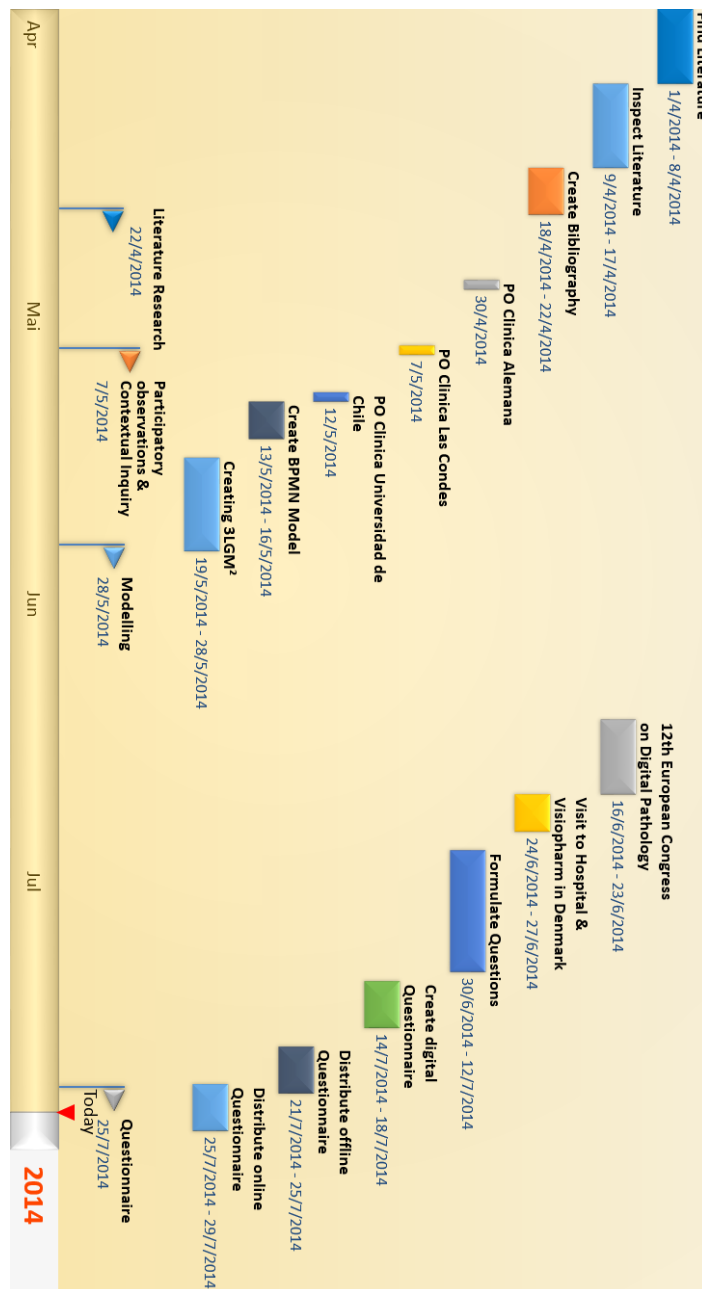 Find Literature
1/4/2014 - 8/4/2014
Inspect Literature
9/4/2014 - 17/4/2014
Create Bibliography
18/4/2014 - 22/4/2014
PO Clinica Alemana
30/4/2014
PO Clinica Las Condes
7/5/2014
PO Clinica Universidad de
Chile
12/5/2014
Create BPMN Model
13/5/2014 - 16/5/2014
Creating 3LGM²
19/5/2014 - 28/5/2014
12th European Congress
on Digital Pathology
16/6/2014 - 23/6/2014
Visit to Hospital &
Visiopharm in Denmark
24/6/2014 - 27/6/2014
Formulate Questions
30/6/2014 - 12/7/2014
Create digital
Questionnaire
14/7/2014 - 18/7/2014
Distribute offline
Questionnaire
21/7/2014 - 25/7/2014
Distribute online
Questionnaire
25/7/2014 - 29/7/2014
Literature Research
22/4/2014
Participatory
observations &
Contextual Inquiry
7/5/2014
Modelling
28/5/2014
Questionnaire
25/7/2014
Today
Apr
Mai
Jun
Jul
2014